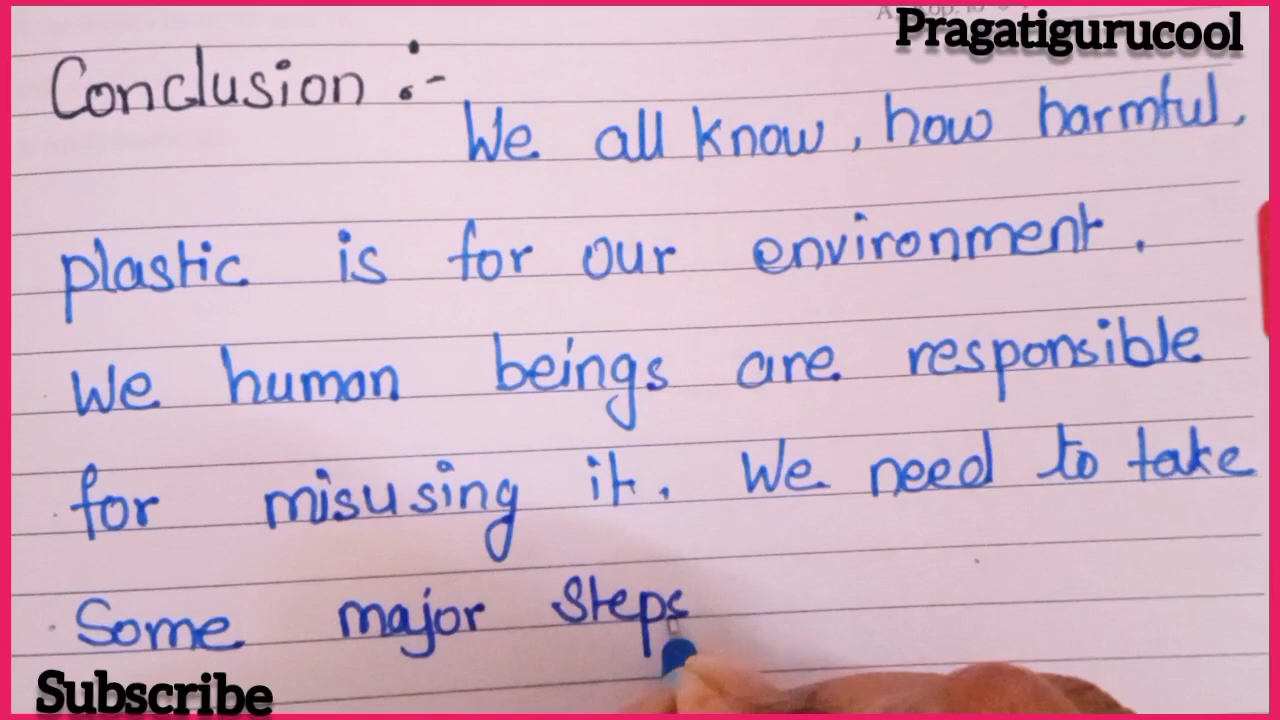 Pragatigurucool
Conclusion :-
We all know, how harmful,
plastic is for our environment.
We human beings are responsible
for misusing it. We need to take
Some major Steps
Subscribe